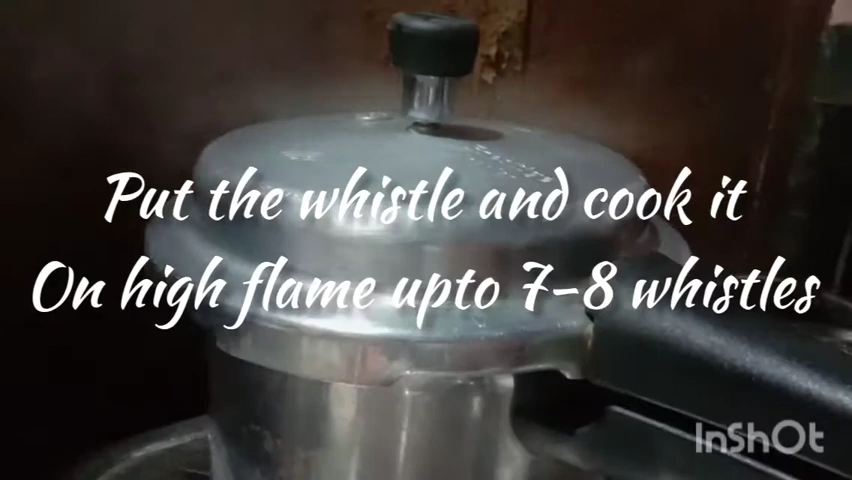 Put the whistle and cook it
On high flame upto 7-8 whistles
InShOt